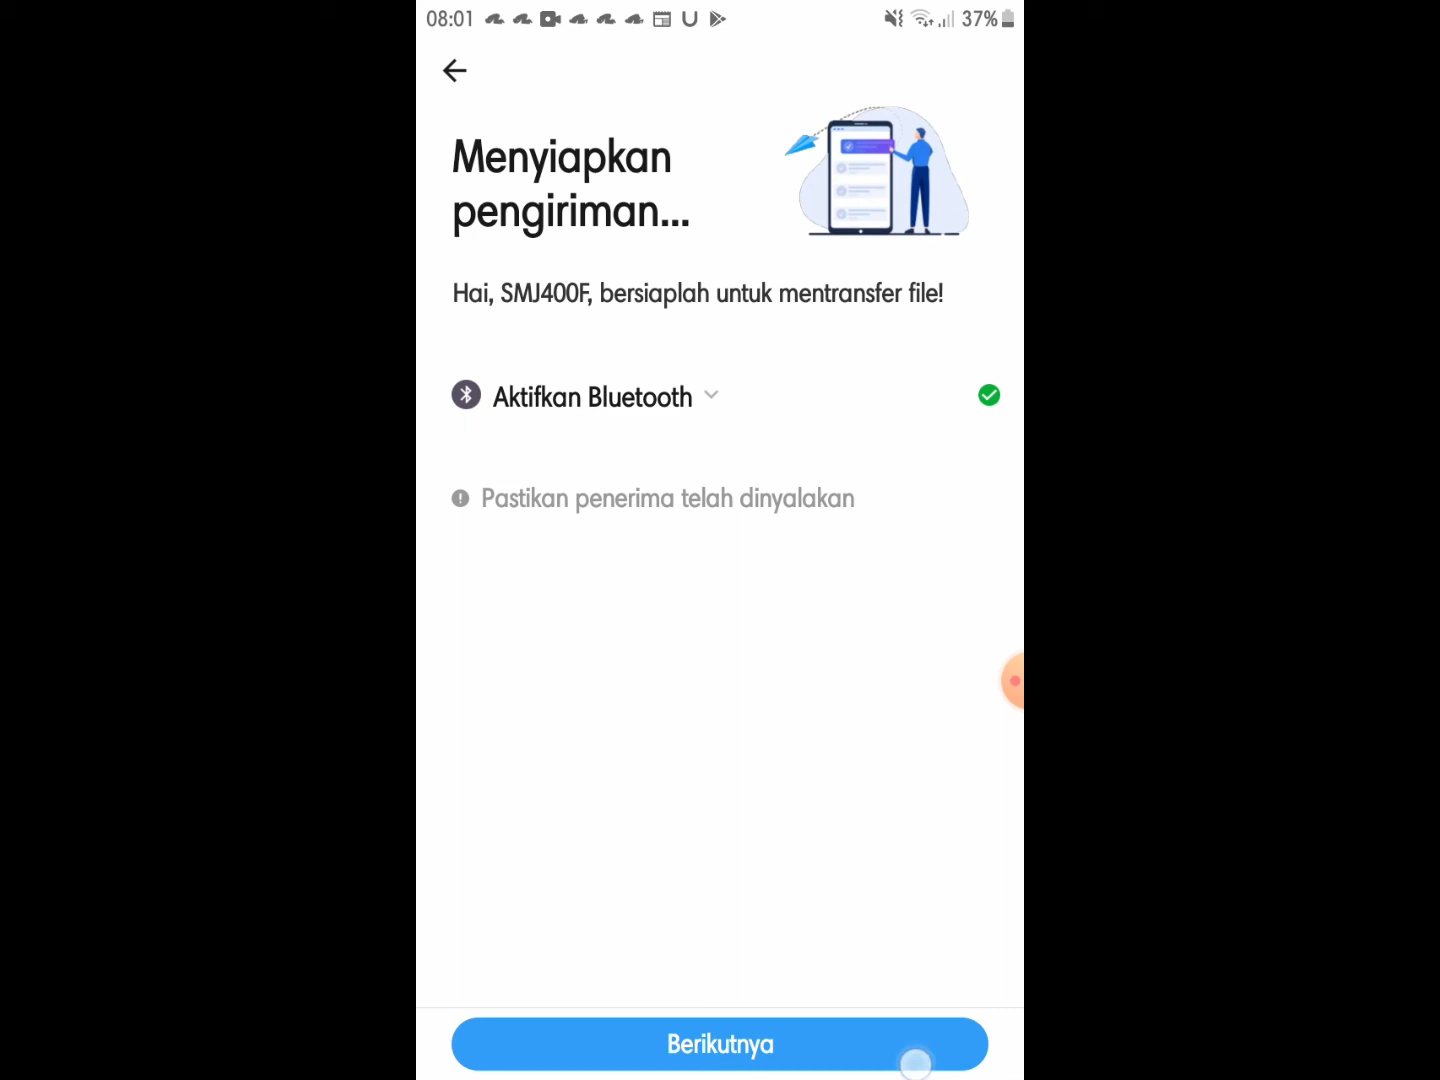 08:01
37%
Menyiapkan
pengiriman...
Hai, SMJ400F, bersiaplah untuk mentransfer file!
Aktifkan Bluetooth
Pastikan penerima telah dinyalakan
Berikutnya